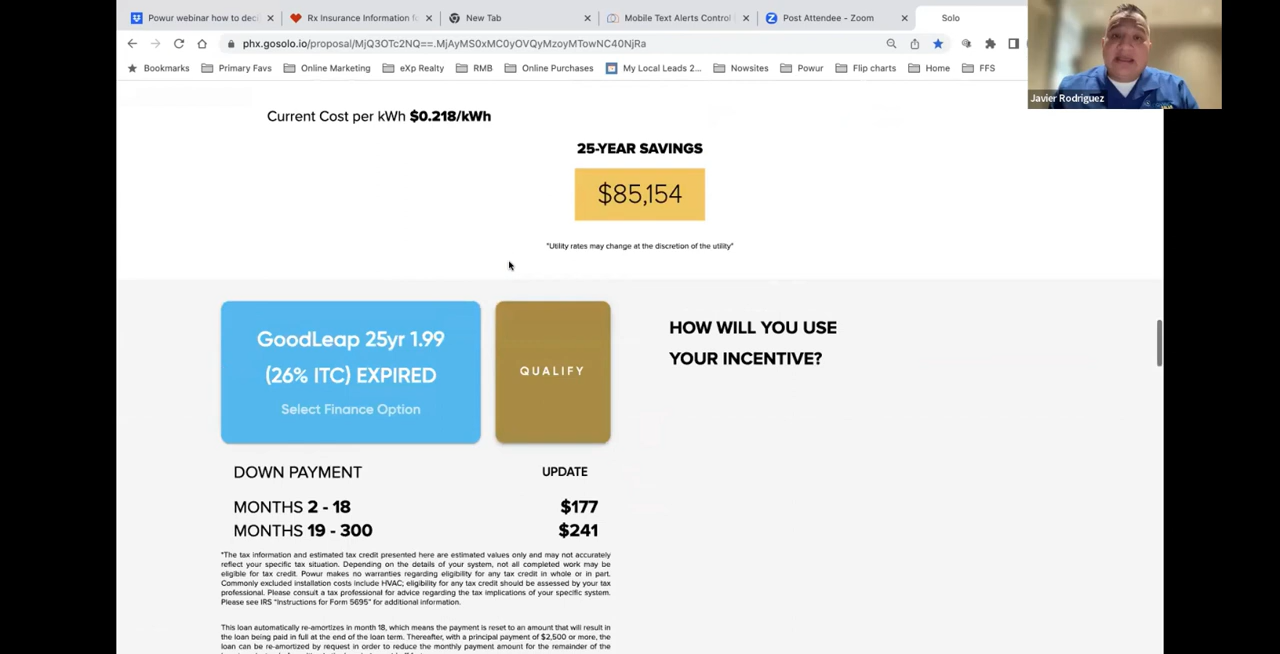 Powur webinar how to decl
Rx Insurance Information f
New Tab
Mobile Text Alerts Control
Post Attendee - Zoom
Solo
phx.gosolo.io/proposal/MjQ3OTc2NQ==.MjAyMS0xMC0yOVQyMzoyMTowNC40NjRa
Bookmarks
Primary Favs
Online Marketing
eXp Realty
RMB
Online Purchases
My Local Leads 2...
Nowsites
Powur
Flip charts
Home
FFS
Javier Rodriguez
Current Cost per kWh $0.218/kWh
25-YEAR SAVINGS
$85,154
"Utility rates may change at the discretion of the utility"
GoodLeap 25yr 1.99
(26% ITC) EXPIRED
Select Finance Option
QUALIFY
HOW WILL YOU USE
YOUR INCENTIVE?
DOWN PAYMENT UPDATE
MONTHS 2 - 18 $177
MONTHS 19 - 300 $241
*The tax information and estimated tax credit presented here are estimated values only and may not accurately
reflect your specific tax situation. Depending on the details of your system, not all completed work may be
eligible for tax credit. Powur makes no warranties regarding eligibility for any tax credit in whole or in part.
Commonly excluded installation costs include HVAC; eligibility for any tax credit should be assessed by your tax
professional. Please consult a tax professional for advice regarding the tax implications of your specific system.
Please see IRS "Instructions for Form 5695" for additional information.
This loan automatically re-amortizes in month 18, which means the payment is reset to an amount that will result in
the loan being paid in full at the end of the loan term. Thereafter, with a principal payment of $2,500 or more, the
loan can be re-amortized by request in order to reduce the monthly payment amount for the remainder of the